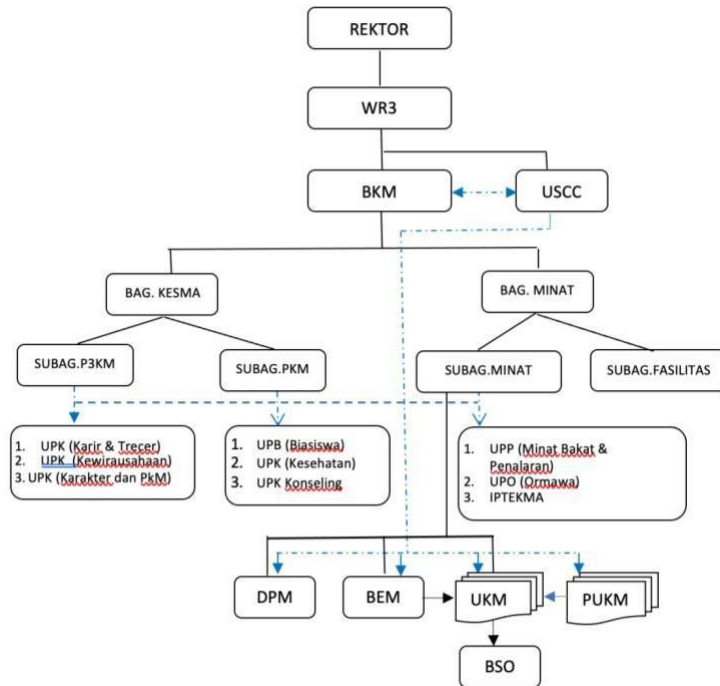 REKTOR
WR3
BKM
USCC
BAG. KESMA
BAG. MINAT
SUBAG.P3KM
SUBAG.PKM
SUBAG.MINAT
SUBAG.FASILITAS
1. UPK (Karir & Trecer)
2. UPK (Kewirausahaan)
3. UPK (Karakter dan PkM)
1. UPB (Biasiswa)
2. UPK (Kesehatan)
3. UPK Konseling
1. UPP (Minat Bakat &
Penalaran)
2. UPO (Ormawa)
3. IPTEKMA
DPM
BEM
UKM
PUKM
BSO